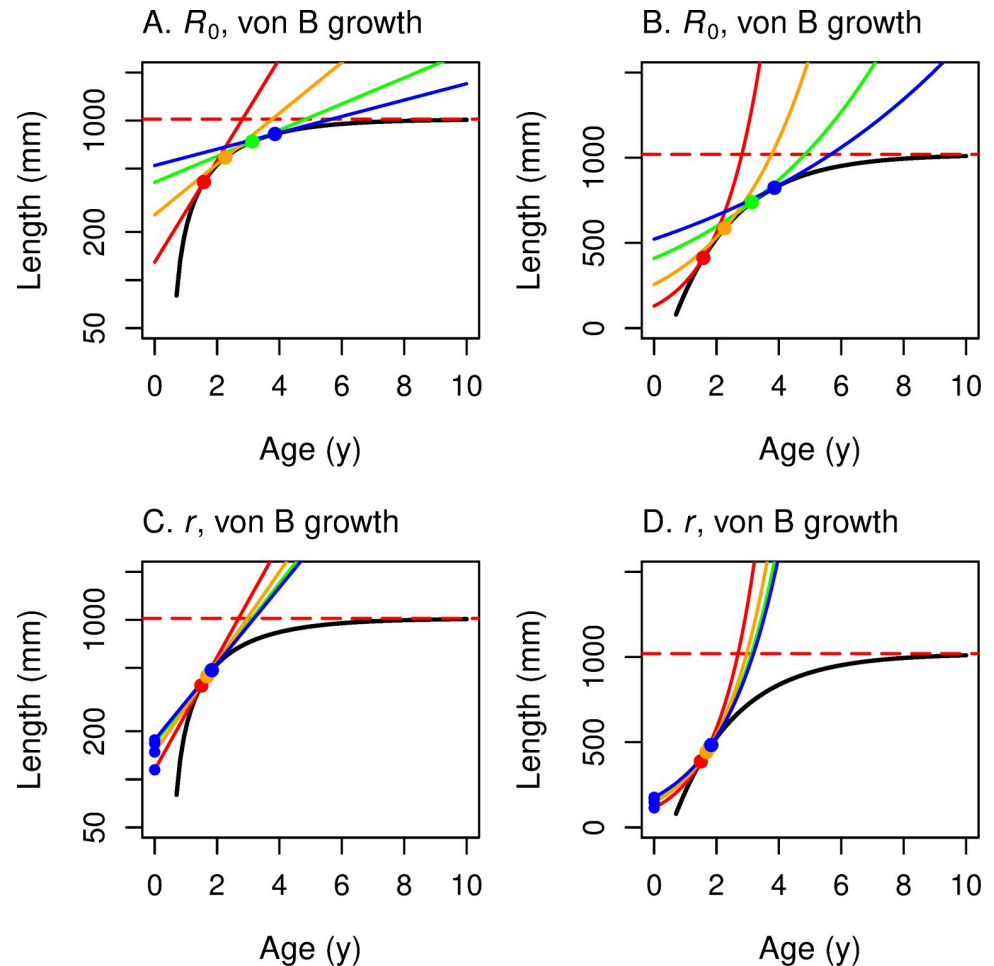 A. R₀, von B growth
Length (mm)
50
200
1000
0 2 4 6 8 10
Age (y)
B. R₀, von B growth
Length (mm)
0
500
1000
0 2 4 6 8 10
Age (y)
C. r, von B growth
Length (mm)
50
200
1000
0 2 4 6 8 10
Age (y)
D. r, von B growth
Length (mm)
0
500
1000
0 2 4 6 8 10
Age (y)